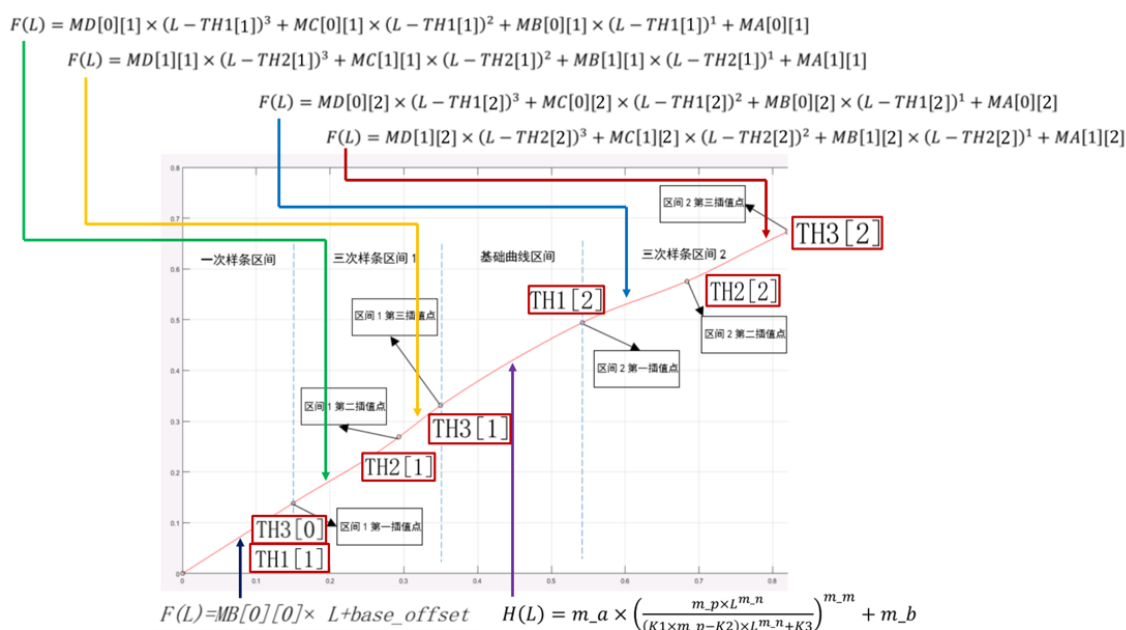 F(L) = MD[0][1] × (L − TH1[1])³ + MC[0][1] × (L − TH1[1])² + MB[0][1] × (L − TH1[1])¹ + MA[0][1]
F(L) = MD[1][1] × (L − TH2[1])³ + MC[1][1] × (L − TH2[1])² + MB[1][1] × (L − TH2[1])¹ + MA[1][1]
F(L) = MD[0][2] × (L − TH1[2])³ + MC[0][2] × (L − TH1[2])² + MB[0][2] × (L − TH1[2])¹ + MA[0][2]
F(L) = MD[1][2] × (L − TH2[2])³ + MC[1][2] × (L − TH2[2])² + MB[1][2] × (L − TH2[2])¹ + MA[1][2]
0.8
0.7
区间 2 第三插值点
TH3[2]
0.6
一次样条区间
三次样条区间 1
基础曲线区间
三次样条区间 2
TH1[2]
TH2[2]
0.5
区间 1 第三插值点
区间 2 第二插值点
区间 2 第一插值点
0.4
区间 1 第二插值点
0.3
TH3[1]
TH2[1]
0.2
0.1
TH3[0]
区间 1 第一插值点
TH1[1]
0
0.1
0.2
0.3
0.4
0.5
0.6
0.7
0.8
F(L)=MB[0][0]× L+base_offset
H(L) = m_a × (m_p×L^m_n / ((K1×m_p−K2)×L^m_n+K3))^m_m + m_b